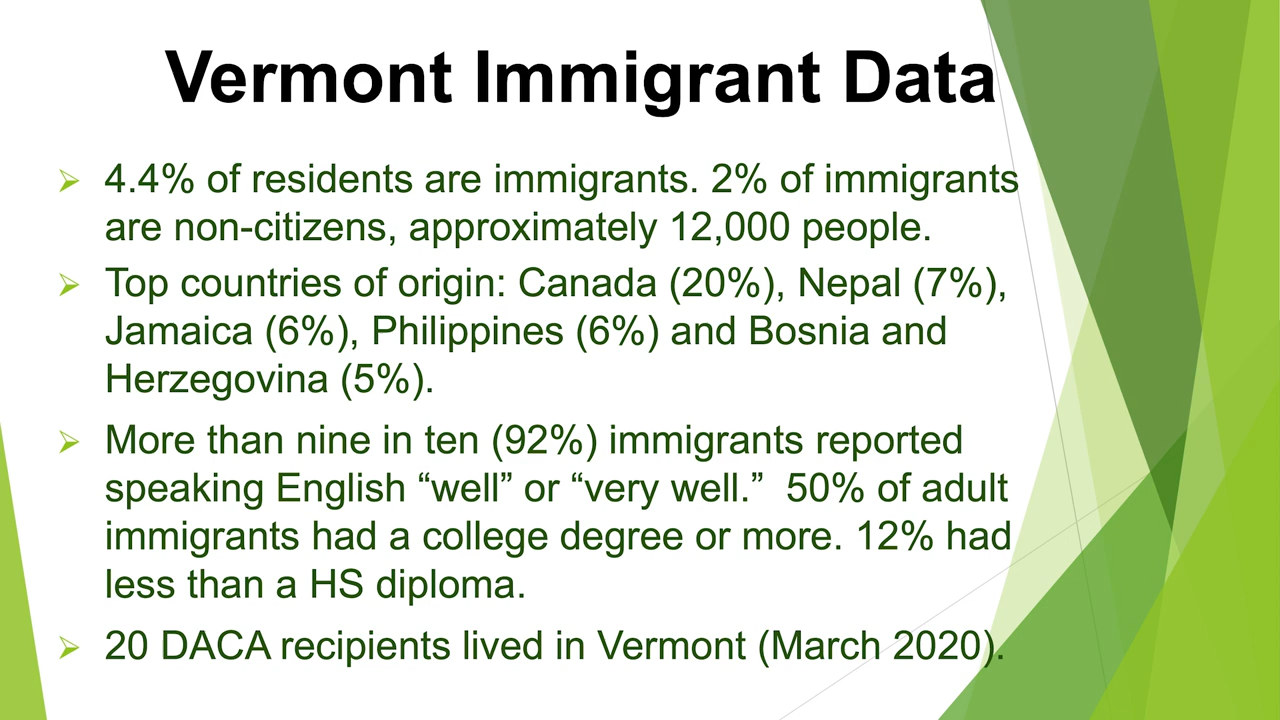 Vermont Immigrant Data
4.4% of residents are immigrants. 2% of immigrants
are non-citizens, approximately 12,000 people.
Top countries of origin: Canada (20%), Nepal (7%),
Jamaica (6%), Philippines (6%) and Bosnia and
Herzegovina (5%).
More than nine in ten (92%) immigrants reported
speaking English “well” or “very well.”  50% of adult
immigrants had a college degree or more. 12% had
less than a HS diploma.
20 DACA recipients lived in Vermont (March 2020).